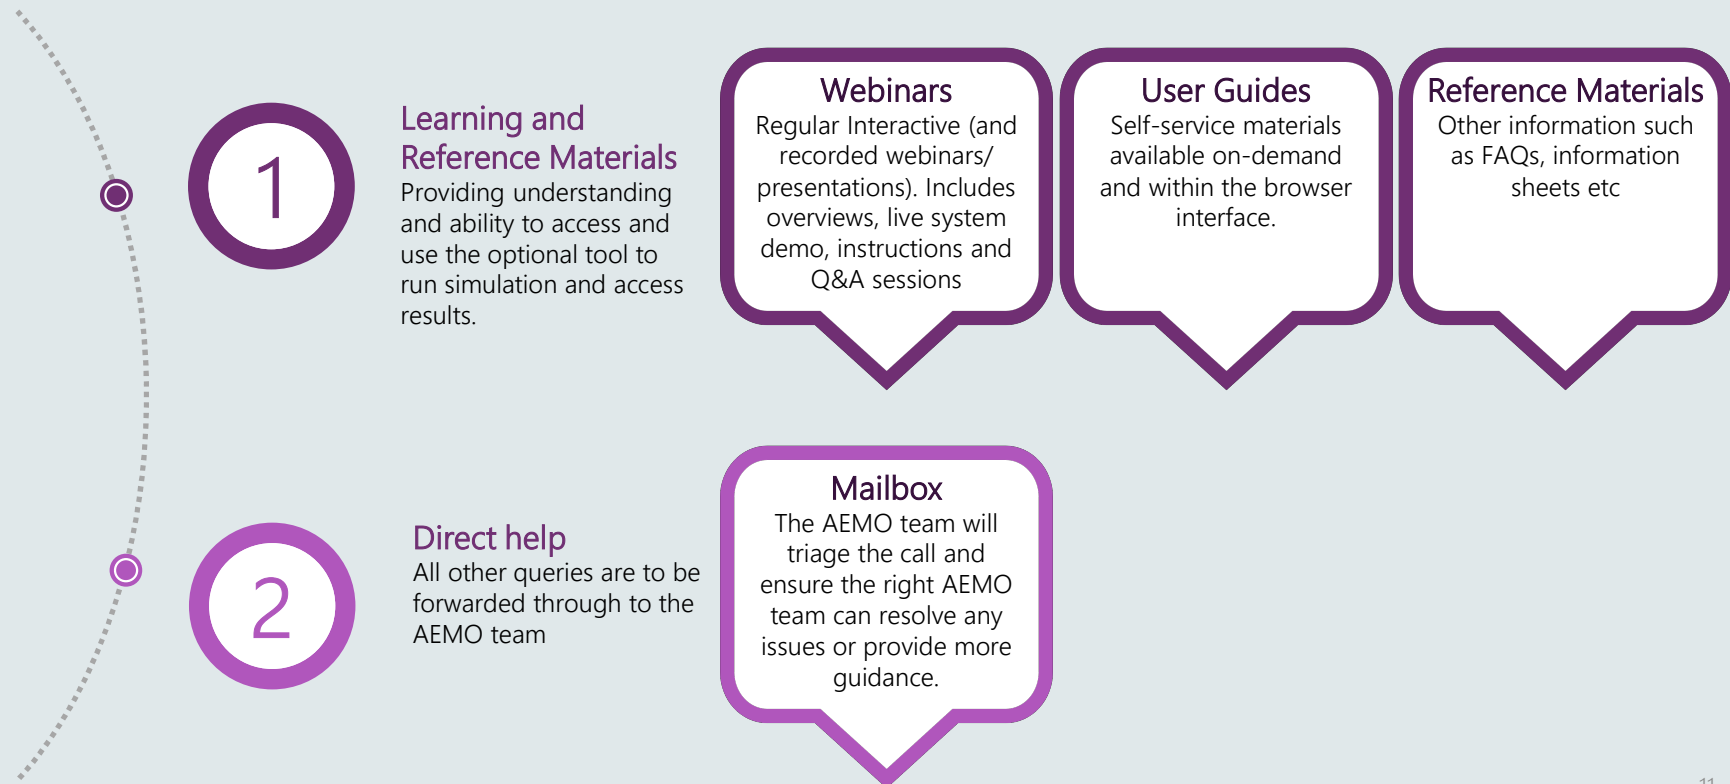 1
Learning and
Reference Materials
Providing understanding
and ability to access and
use the optional tool to
run simulation and access
results.
Webinars
Regular Interactive (and
recorded webinars/
presentations). Includes
overviews, live system
demo, instructions and
Q&A sessions
User Guides
Self-service materials
available on-demand
and within the browser
interface.
Reference Materials
Other information such
as FAQs, information
sheets etc
2
Direct help
All other queries are to be
forwarded through to the
AEMO team
Mailbox
The AEMO team will
triage the call and
ensure the right AEMO
team can resolve any
issues or provide more
guidance.
11